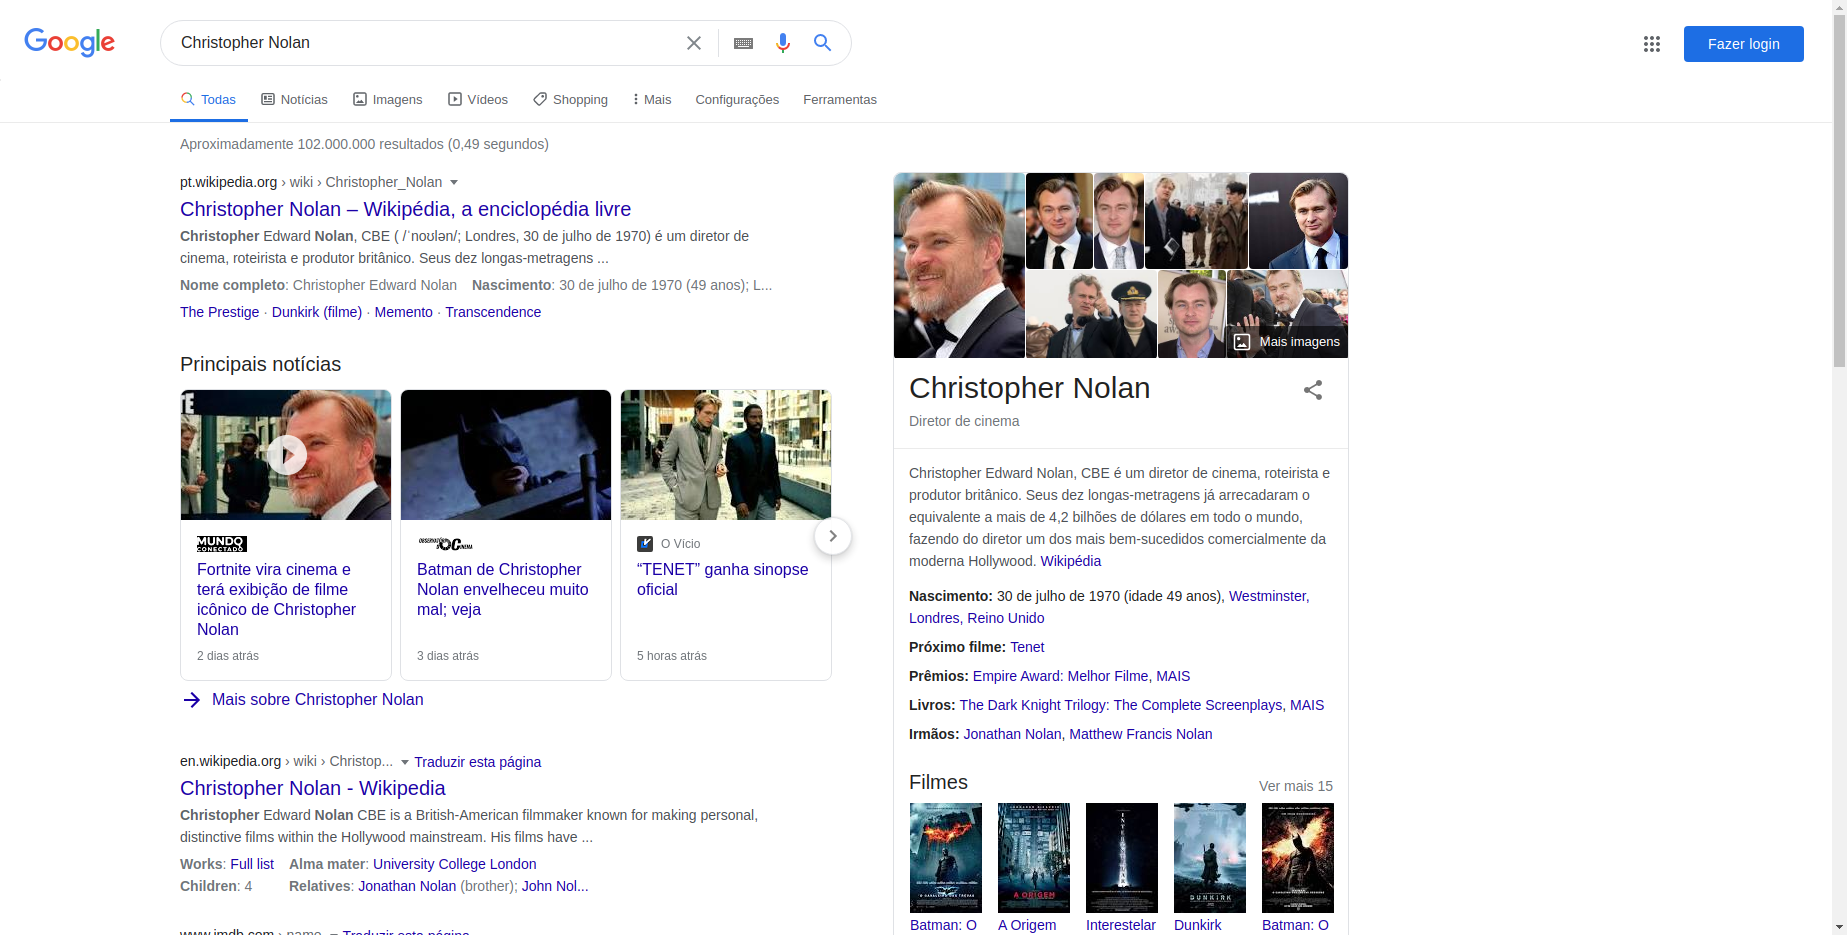 Google
Christopher Nolan
Fazer login
Todas
Notícias
Imagens
Vídeos
Shopping
Mais
Configurações
Ferramentas
Aproximadamente 102.000.000 resultados (0,49 segundos)
pt.wikipedia.org › wiki › Christopher_Nolan
Christopher Nolan – Wikipédia, a enciclopédia livre
Christopher Edward Nolan, CBE ( /ˈnoʊlən/; Londres, 30 de julho de 1970) é um diretor de
cinema, roteirista e produtor britânico. Seus dez longas-metragens ...
Nome completo: Christopher Edward Nolan Nascimento: 30 de julho de 1970 (49 anos); L...
The Prestige · Dunkirk (filme) · Memento · Transcendence
Principais notícias
MUNDO
CONECTADO
Fortnite vira cinema e
terá exibição de filme
icônico de Christopher
Nolan
2 dias atrás
Batman de Christopher
Nolan envelheceu muito
mal; veja
3 dias atrás
O Vício
“TENET” ganha sinopse
oficial
5 horas atrás
Mais sobre Christopher Nolan
en.wikipedia.org › wiki › Christop...
Traduzir esta página
Christopher Nolan - Wikipedia
Christopher Edward Nolan CBE is a British-American filmmaker known for making personal,
distinctive films within the Hollywood mainstream. His films have ...
Works: Full list Alma mater: University College London
Children: 4 Relatives: Jonathan Nolan (brother); John Nol...
www.imdb.com › name
Traduzir esta página
Mais imagens
Christopher Nolan
Diretor de cinema
Christopher Edward Nolan, CBE é um diretor de cinema, roteirista e
produtor britânico. Seus dez longas-metragens já arrecadaram o
equivalente a mais de 4,2 bilhões de dólares em todo o mundo,
fazendo do diretor um dos mais bem-sucedidos comercialmente da
moderna Hollywood. Wikipédia
Nascimento: 30 de julho de 1970 (idade 49 anos), Westminster,
Londres, Reino Unido
Próximo filme: Tenet
Prêmios: Empire Award: Melhor Filme, MAIS
Livros: The Dark Knight Trilogy: The Complete Screenplays, MAIS
Irmãos: Jonathan Nolan, Matthew Francis Nolan
Filmes
Ver mais 15
A ORIGEM
INTERESTELAR
DUNKIRK
Batman: O
A Origem
Interestelar
Dunkirk
Batman: O